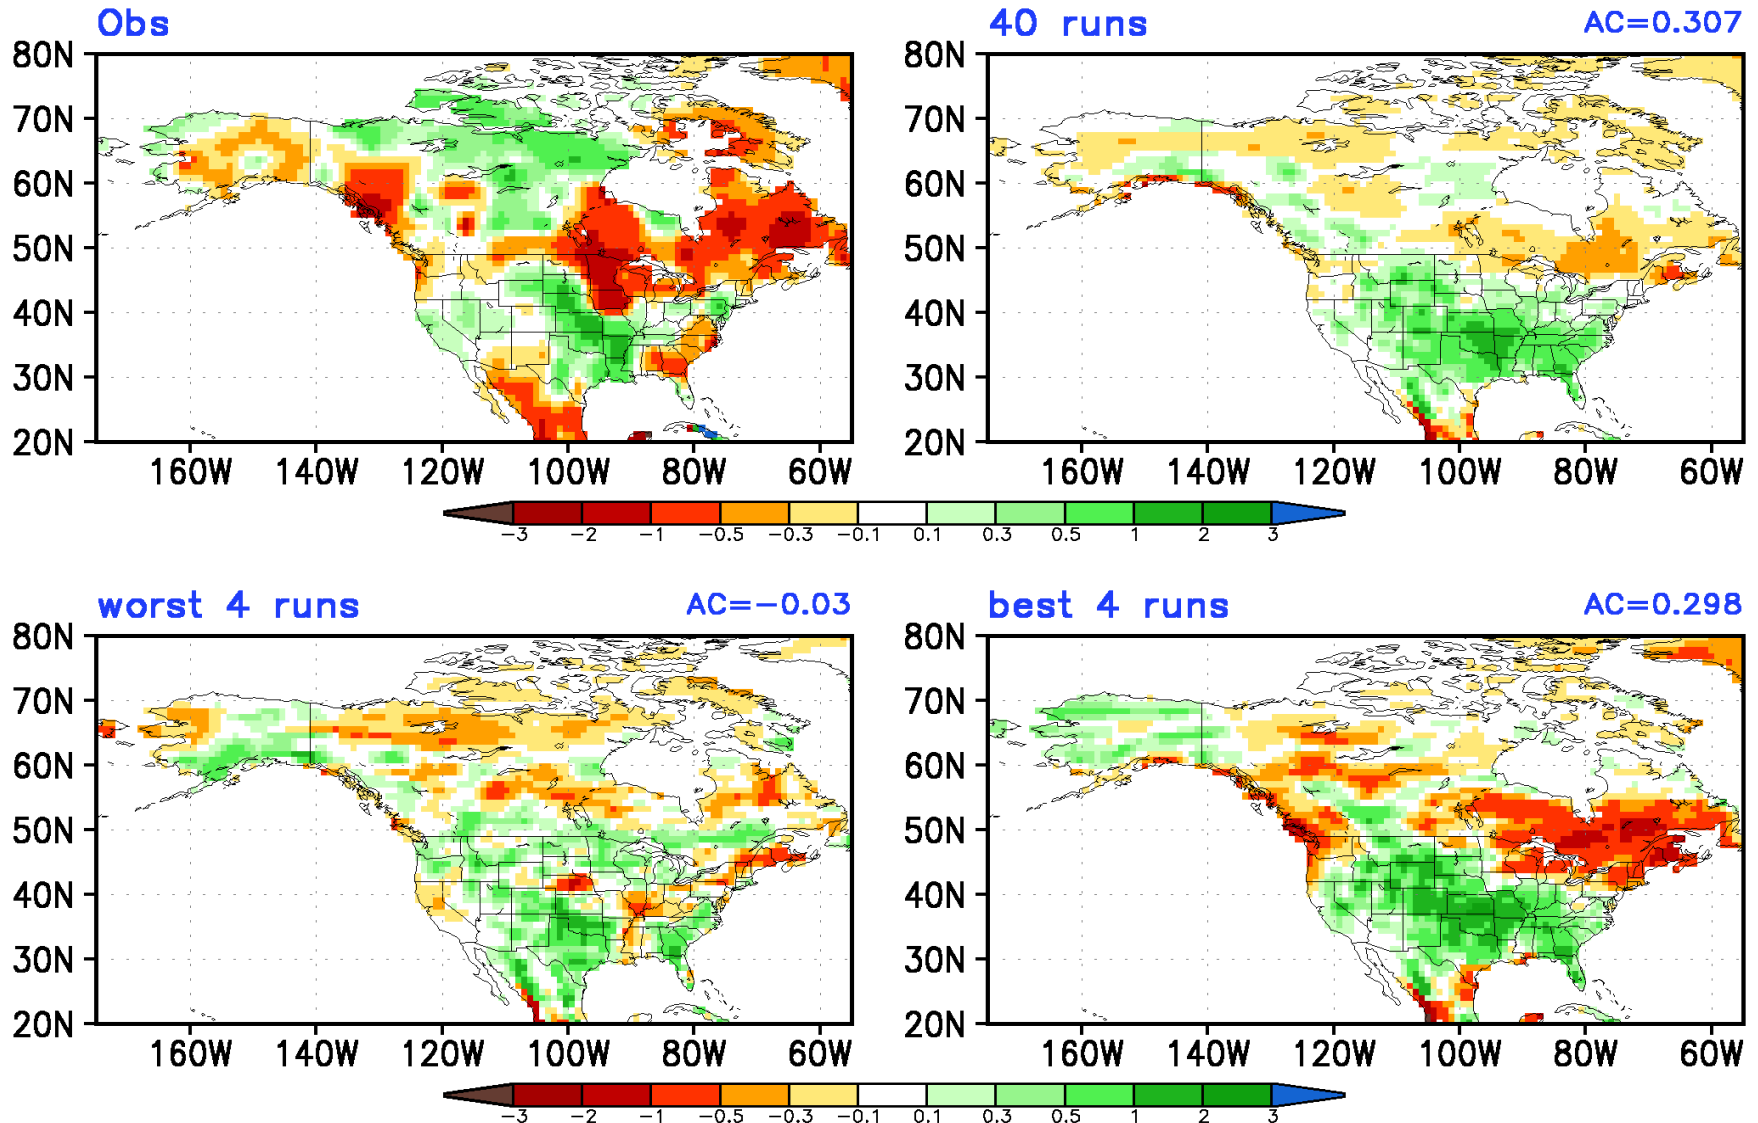 Obs
40 runs AC=0.307
80N 80N
70N 70N
60N 60N
50N 50N
40N 40N
30N 30N
20N 20N
160W 140W 120W 100W 80W 60W 160W 140W 120W 100W 80W 60W
-3 -2 -1 -0.5 -0.3 -0.1 0.1 0.3 0.5 1 2 3
worst 4 runs AC=-0.03
best 4 runs AC=0.298
80N 80N
70N 70N
60N 60N
50N 50N
40N 40N
30N 30N
20N 20N
160W 140W 120W 100W 80W 60W 160W 140W 120W 100W 80W 60W
-3 -2 -1 -0.5 -0.3 -0.1 0.1 0.3 0.5 1 2 3